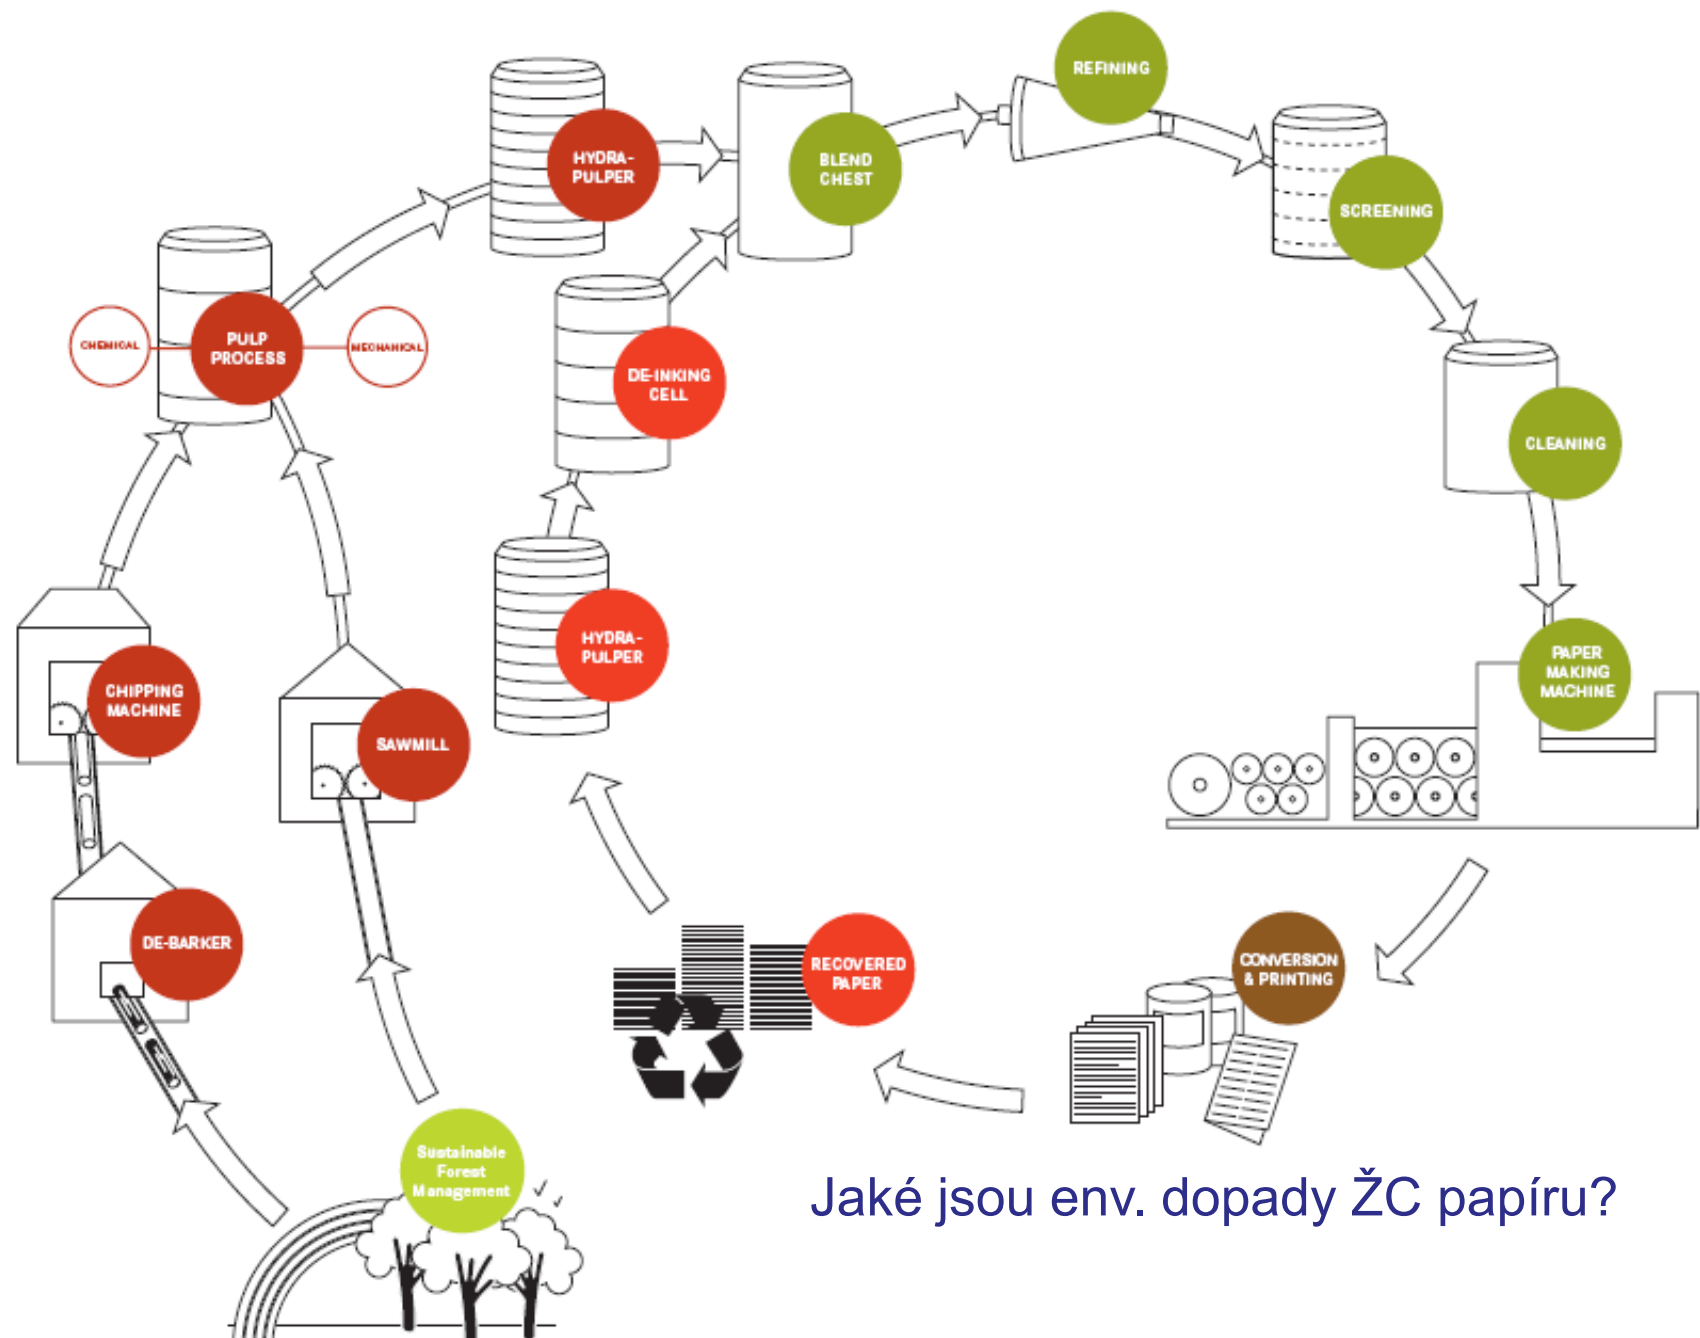 REFINING
HYDRA-
PULPER
BLEND
CHEST
SCREENING
CHEMICAL
PULP
PROCESS
MECHANICAL
DE-INKING
CELL
CLEANING
HYDRA-
PULPER
PAPER
MAKING
MACHINE
CHIPPING
MACHINE
SAWMILL
DE-BARKER
RECOVERED
PAPER
CONVERSION
& PRINTING
Sustainable
Forest
Management
Jaké jsou env. dopady ŽC papíru?